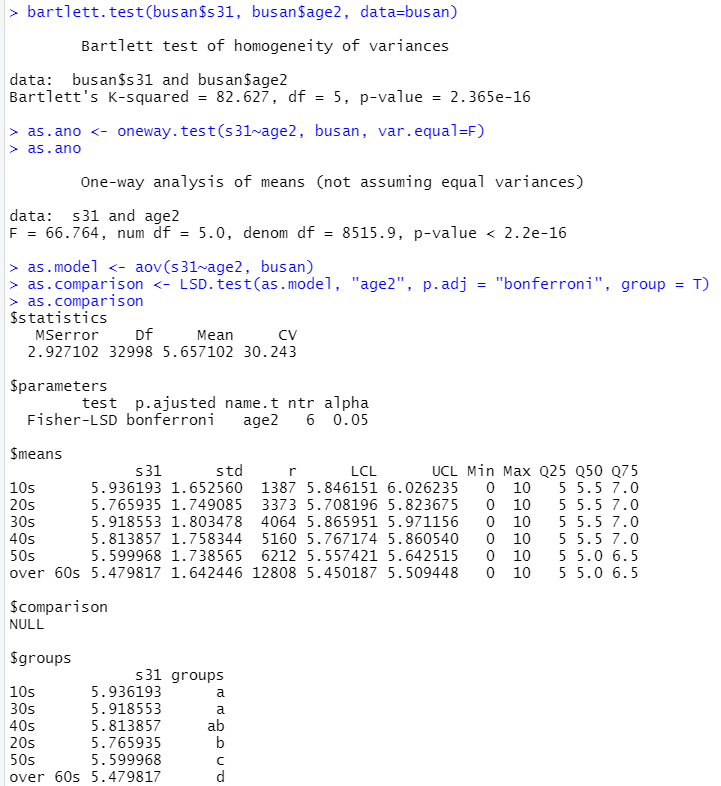 > bartlett.test(busan$s31, busan$age2, data=busan)
Bartlett test of homogeneity of variances
data:  busan$s31 and busan$age2
Bartlett's K-squared = 82.627, df = 5, p-value = 2.365e-16
> as.ano <- oneway.test(s31~age2, busan, var.equal=F)
> as.ano
One-way analysis of means (not assuming equal variances)
data:  s31 and age2
F = 66.764, num df = 5.0, denom df = 8515.9, p-value < 2.2e-16
> as.model <- aov(s31~age2, busan)
> as.comparison <- LSD.test(as.model, "age2", p.adj = "bonferroni", group = T)
> as.comparison
$statistics
MSerror    Df     Mean     CV
2.927102 32998 5.657102 30.243
$parameters
test  p.ajusted name.t ntr alpha
Fisher-LSD bonferroni   age2   6  0.05
$means
s31      std     r      LCL      UCL Min Max Q25 Q50 Q75
10s      5.936193 1.652560  1387 5.846151 6.026235   0  10   5 5.5 7.0
20s      5.765935 1.749085  3373 5.708196 5.823675   0  10   5 5.5 7.0
30s      5.918553 1.803478  4064 5.865951 5.971156   0  10   5 5.5 7.0
40s      5.813857 1.758344  5160 5.767174 5.860540   0  10   5 5.5 7.0
50s      5.599968 1.738565  6212 5.557421 5.642515   0  10   5 5.0 6.5
over 60s 5.479817 1.642446 12808 5.450187 5.509448   0  10   5 5.0 6.5
$comparison
NULL
$groups
s31 groups
10s      5.936193      a
30s      5.918553      a
40s      5.813857     ab
20s      5.765935      b
50s      5.599968      c
over 60s 5.479817      d